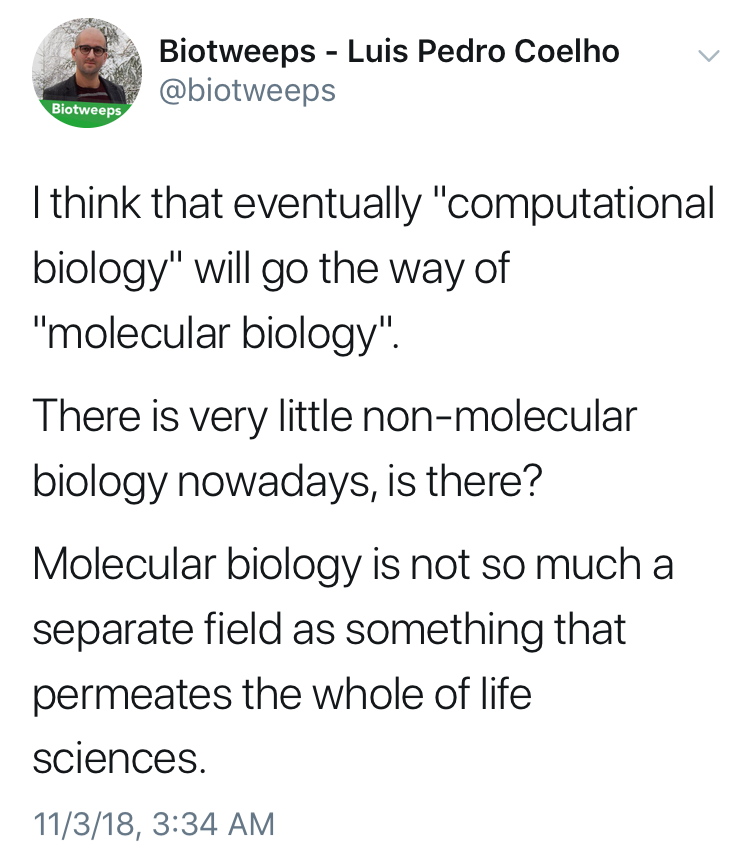 Biotweeps - Luis Pedro Coelho
@biotweeps
Biotweeps
I think that eventually "computational
biology" will go the way of
"molecular biology".
There is very little non-molecular
biology nowadays, is there?
Molecular biology is not so much a
separate field as something that
permeates the whole of life
sciences.
11/3/18, 3:34 AM